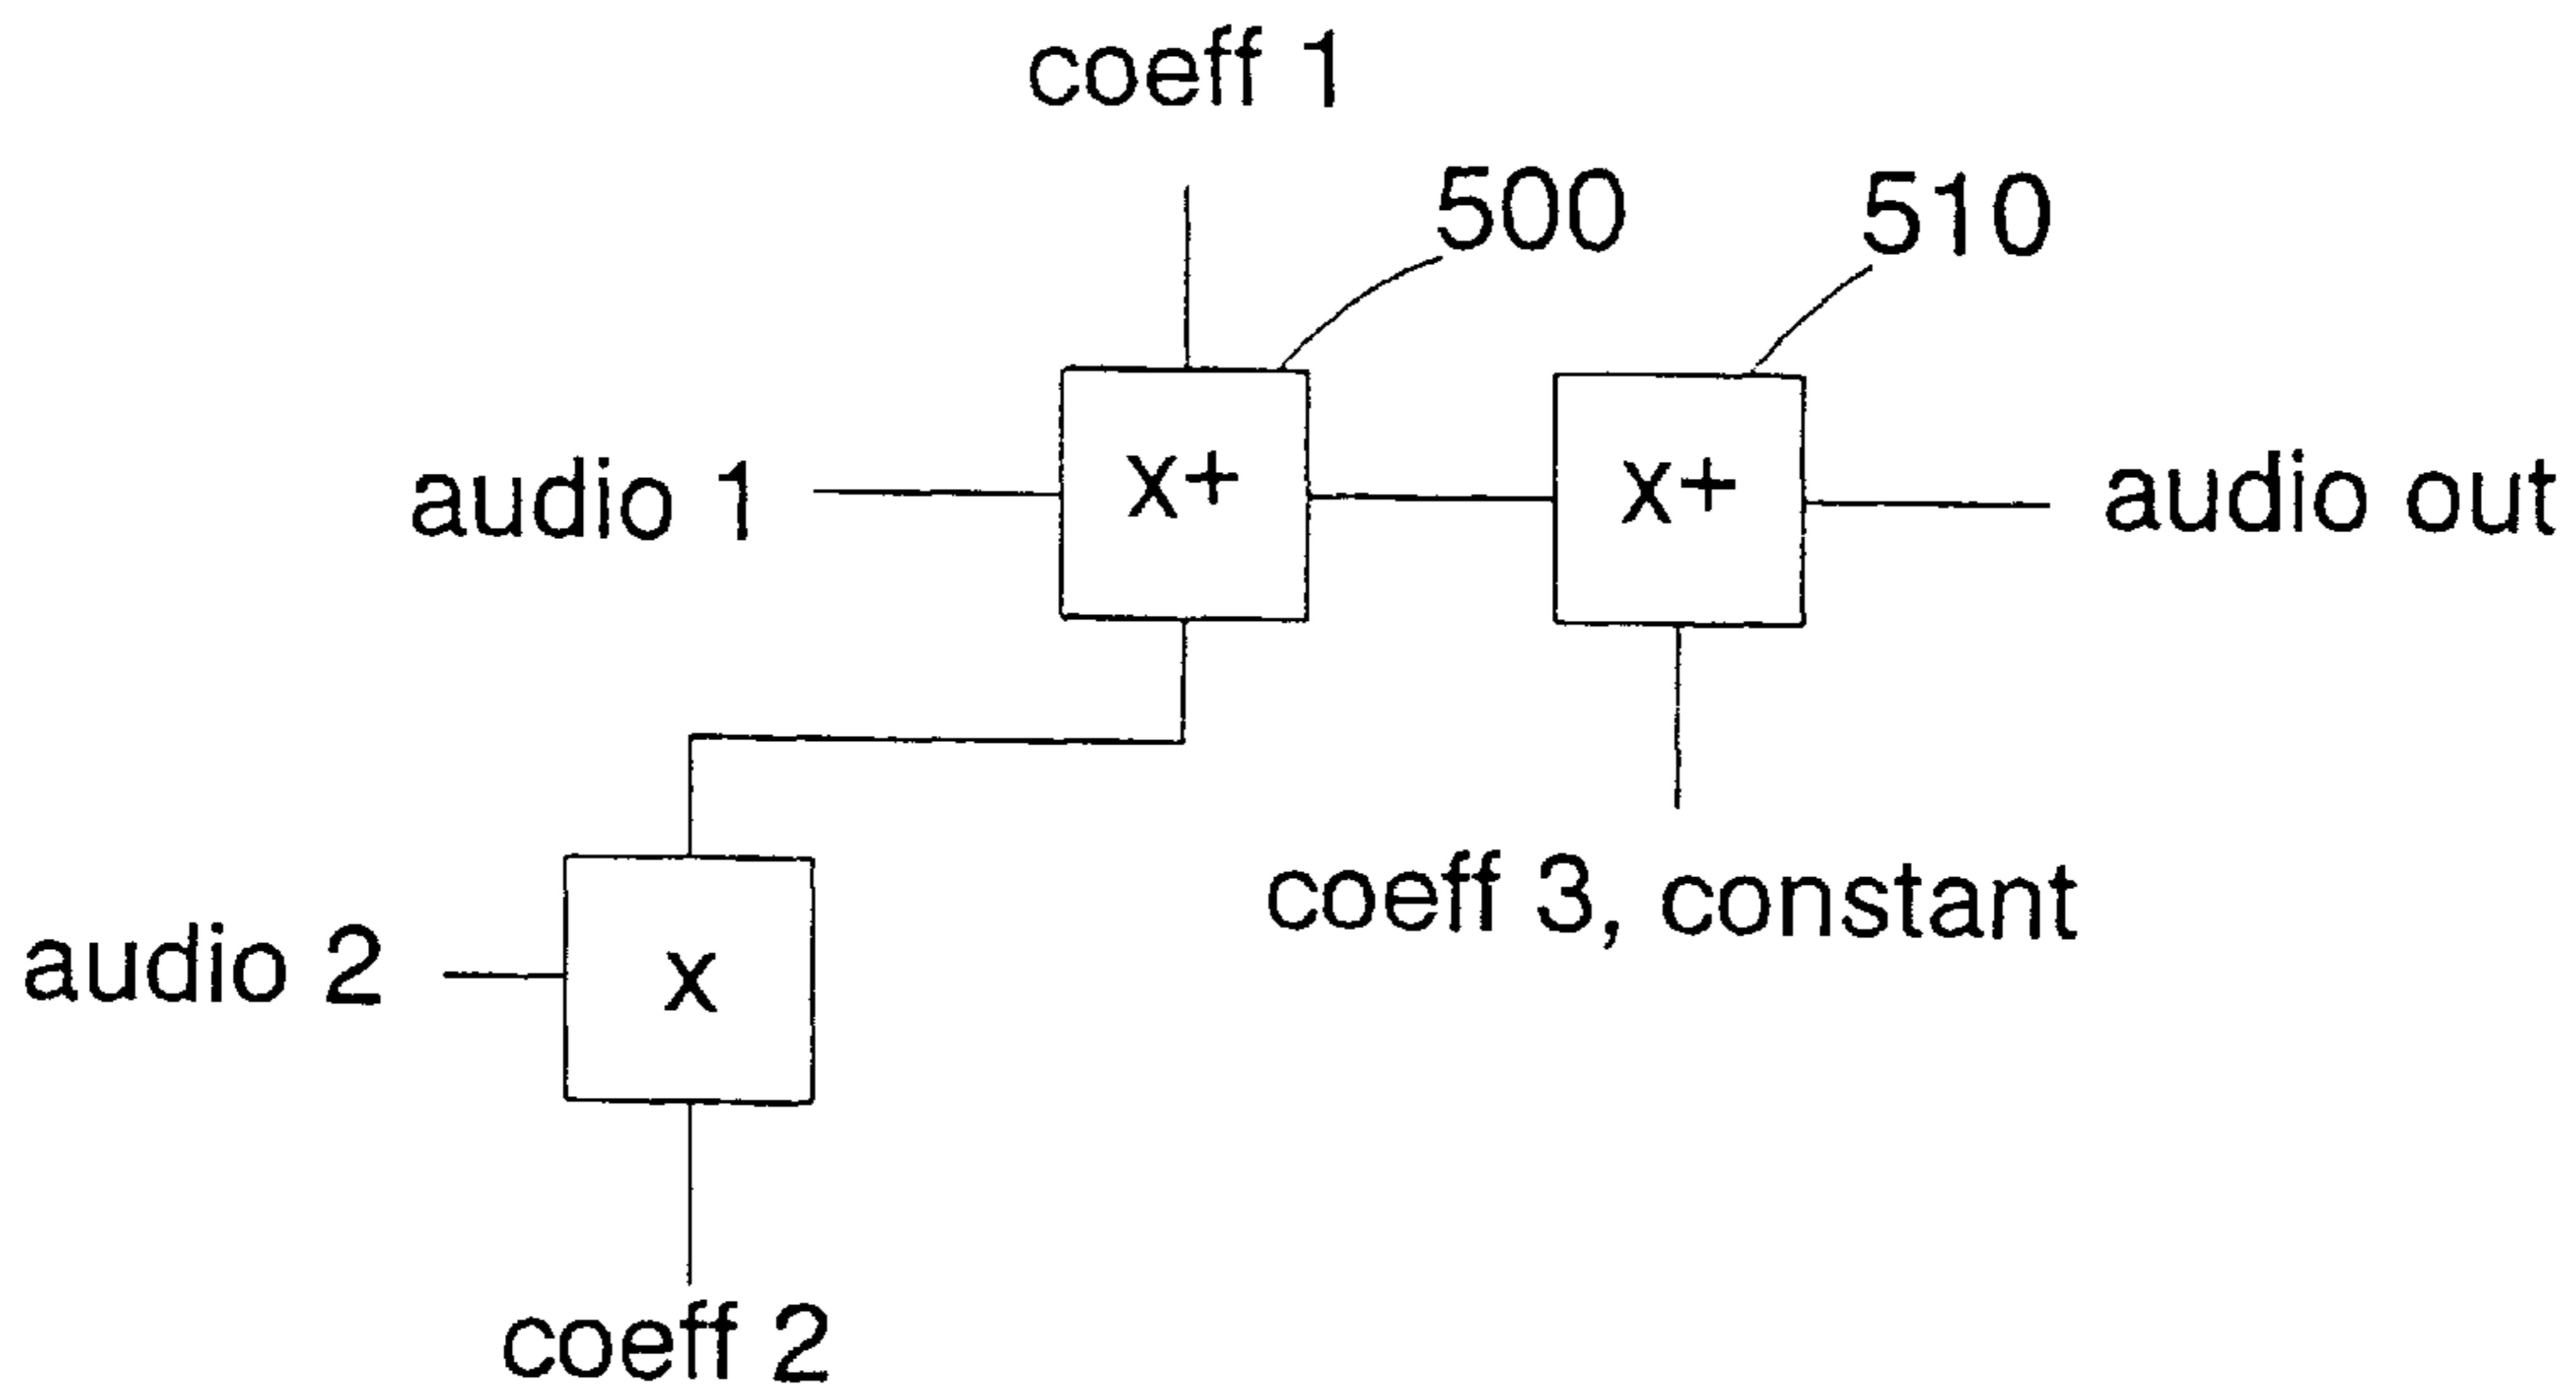 coeff 1
500
510
audio 1
x+
x+
audio out
coeff 3, constant
audio 2
x
coeff 2